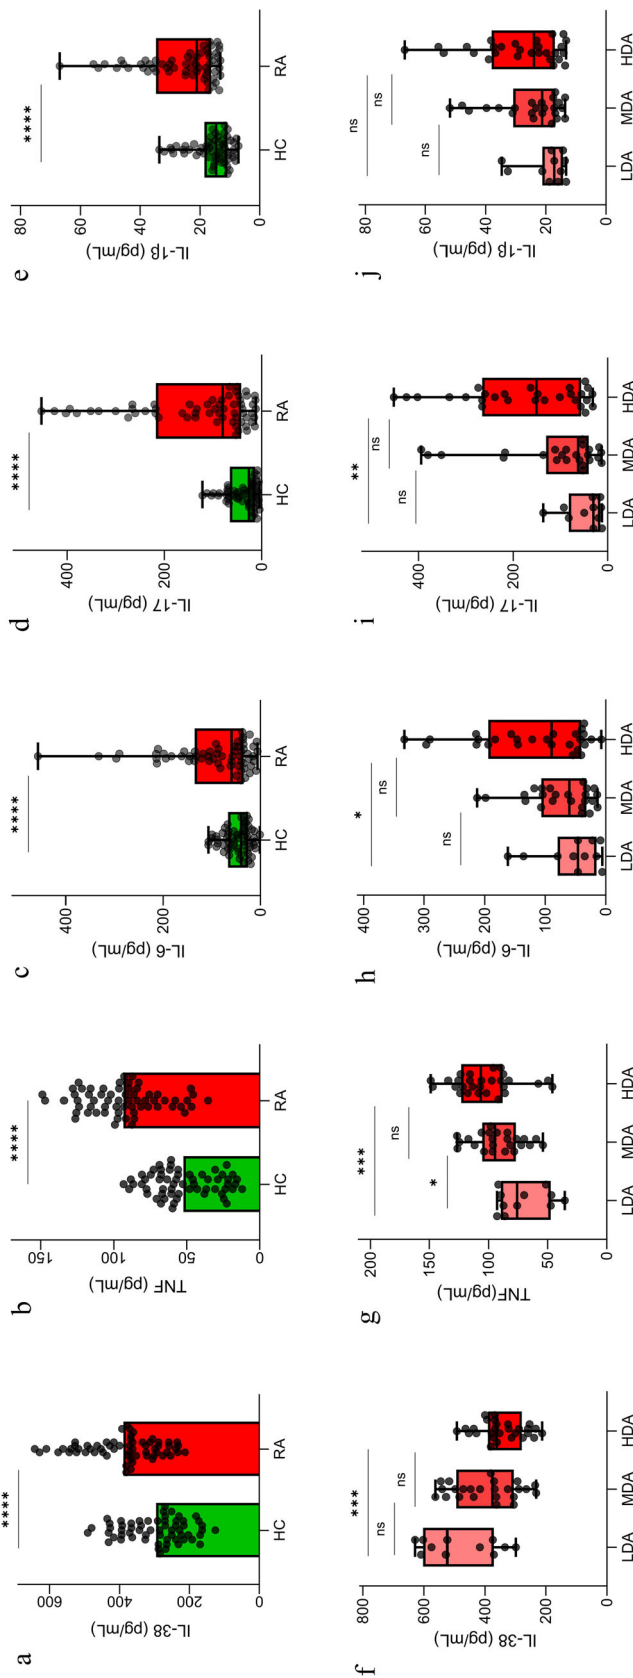 a
****
IL-38 (pg/mL)
600
400
200
0
HC
RA
b
****
TNF (pg/mL)
150
100
50
0
HC
RA
c
****
IL-6 (pg/mL)
400
200
0
HC
RA
d
****
IL-17 (pg/mL)
400
200
0
HC
RA
e
****
IL-1β (pg/mL)
80
60
40
20
0
HC
RA
f
***
ns
ns
IL-38 (pg/mL)
800
600
400
200
0
LDA
MDA
HDA
g
***
ns
*
TNF(pg/mL)
200
150
100
50
0
LDA
MDA
HDA
h
*
ns
ns
IL-6 (pg/mL)
400
300
200
100
0
LDA
MDA
HDA
i
**
ns
ns
IL-17 (pg/mL)
400
200
0
LDA
MDA
HDA
j
ns
ns
ns
IL-1β (pg/mL)
80
60
40
20
0
LDA
MDA
HDA